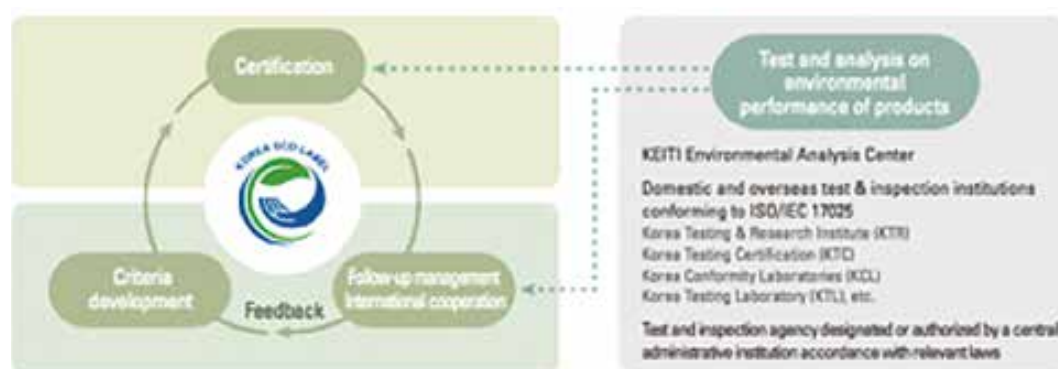 Certification
KOREA ECO LABEL
Criteria
development
Feedback
Follow-up management
International cooperation
Test and analysis on
environmental
performance of products
KEITI Environmental Analysis Center
Domestic and overseas test & inspection institutions
conforming to ISO/IEC 17025
Korea Testing & Research Institute (KTR)
Korea Testing Certification (KTC)
Korea Conformity Laboratories (KCL)
Korea Testing Laboratory (KTL), etc.
Test and inspection agency designated or authorized by a central
administrative institution accordance with relevant laws